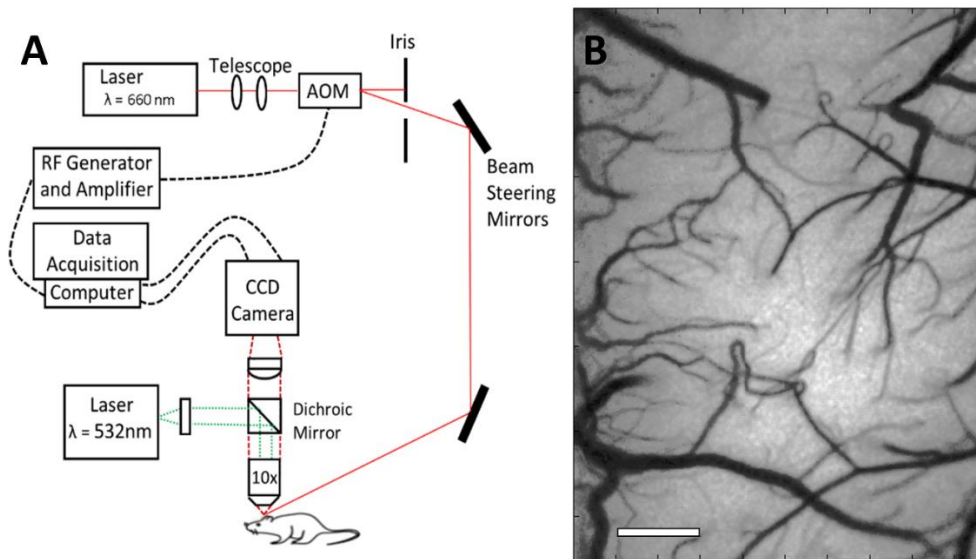 A
Laser
λ = 660 nm
Telescope
AOM
Iris
Beam
Steering
Mirrors
RF Generator
and Amplifier
Data
Acquisition
Computer
CCD
Camera
Laser
λ = 532nm
Dichroic
Mirror
10x
B